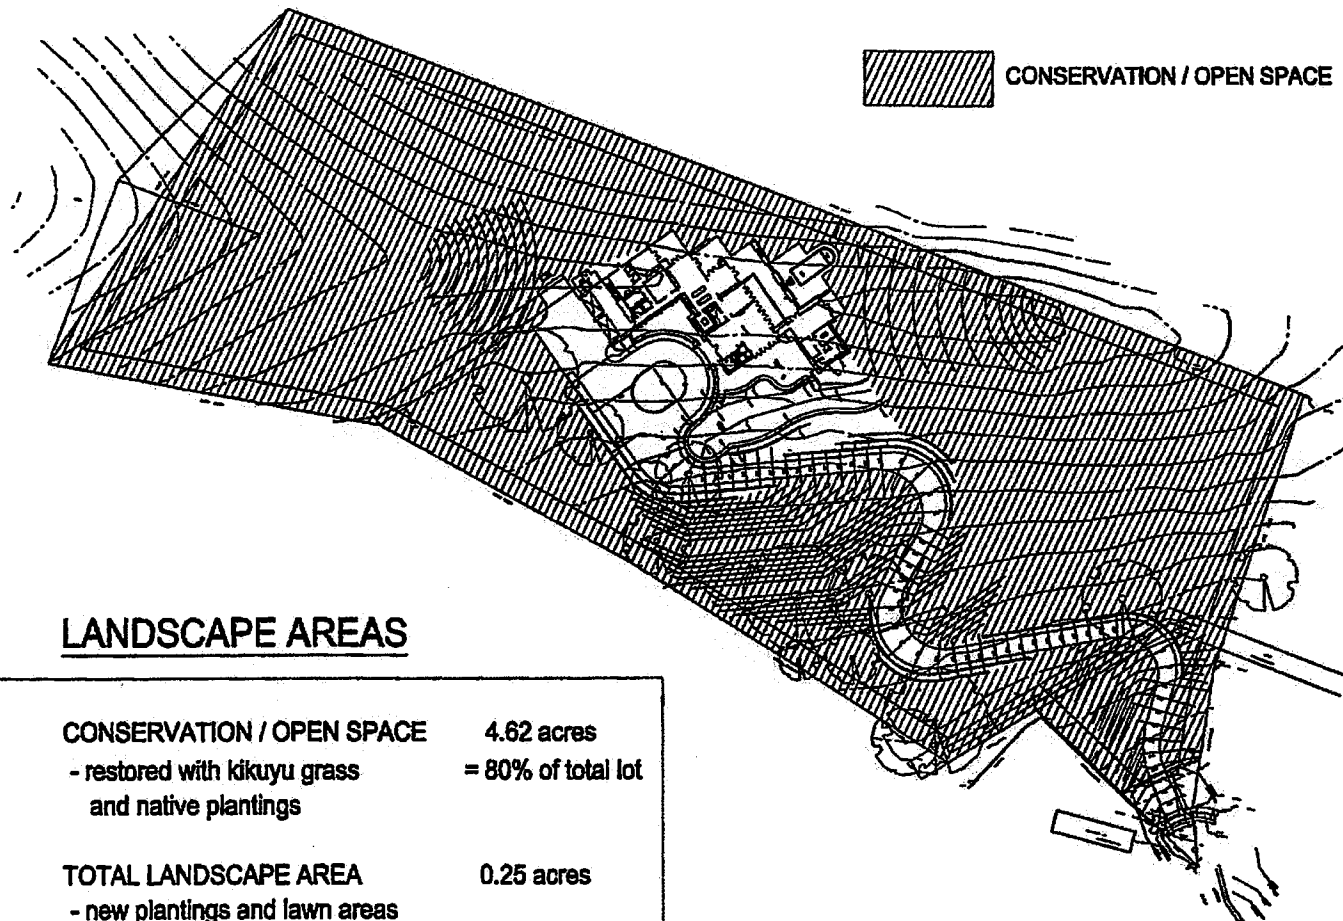 CONSERVATION / OPEN SPACE
LANDSCAPE AREAS
CONSERVATION / OPEN SPACE 4.62 acres
- restored with kikuyu grass = 80% of total lot
and native plantings
TOTAL LANDSCAPE AREA 0.25 acres
- new plantings and lawn areas